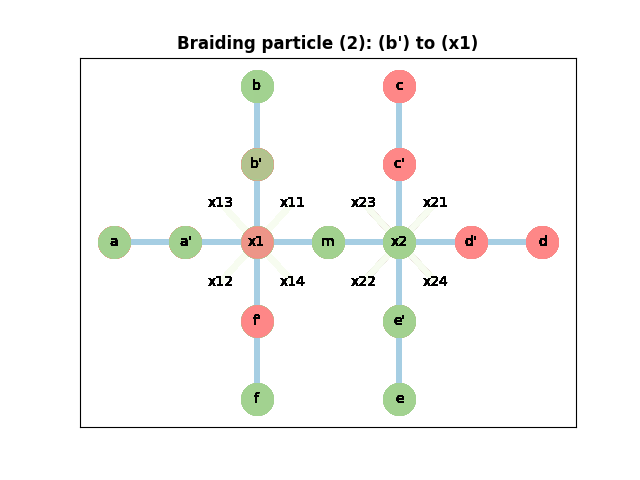 Braiding particle (2): (b') to (x1)
b c
b' c'
x13 x11 x23 x21
a a' x1 m x2 d' d
x12 x14 x22 x24
f' e'
f e